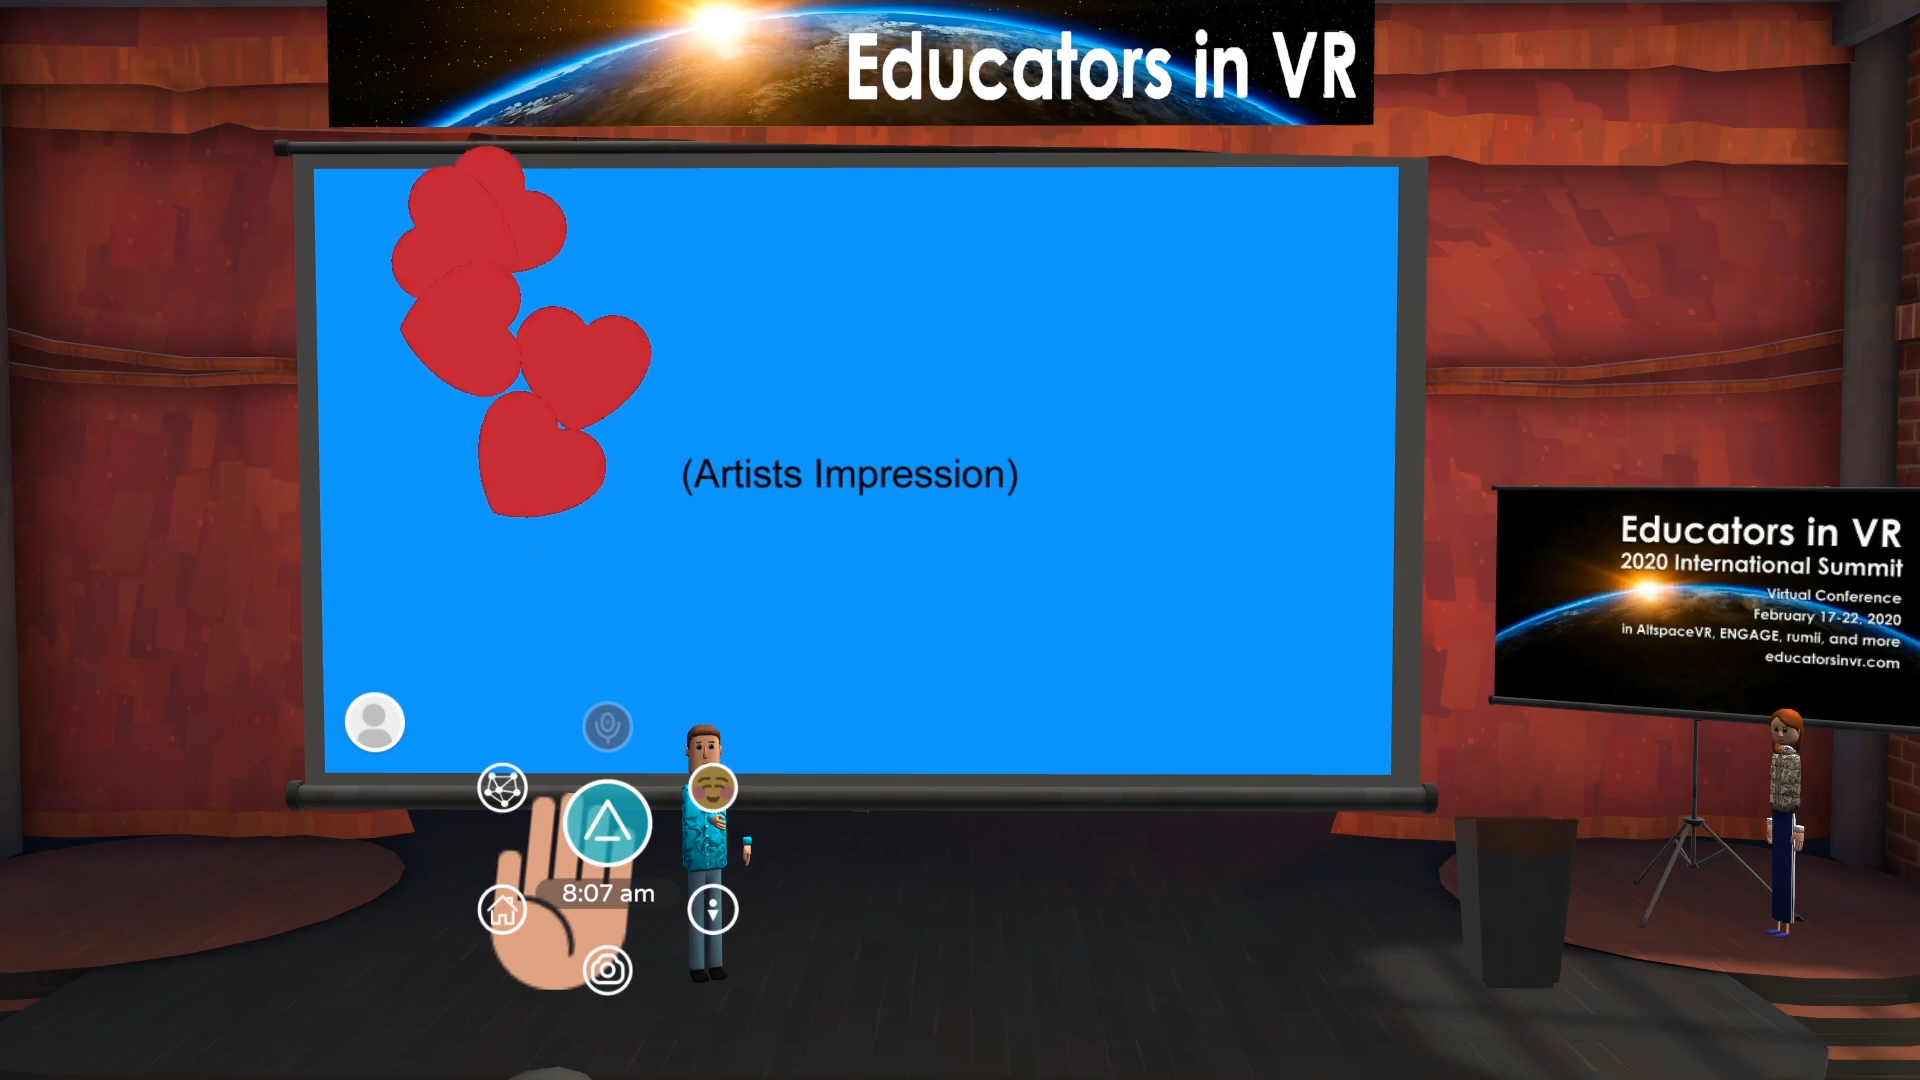 Educators in VR
(Artists Impression)
Educators in VR
2020 International Summit
Virtual Conference
February 17-22, 2020
in AltspaceVR, ENGAGE, rumii, and more
educatorsinvr.com
8:07 am